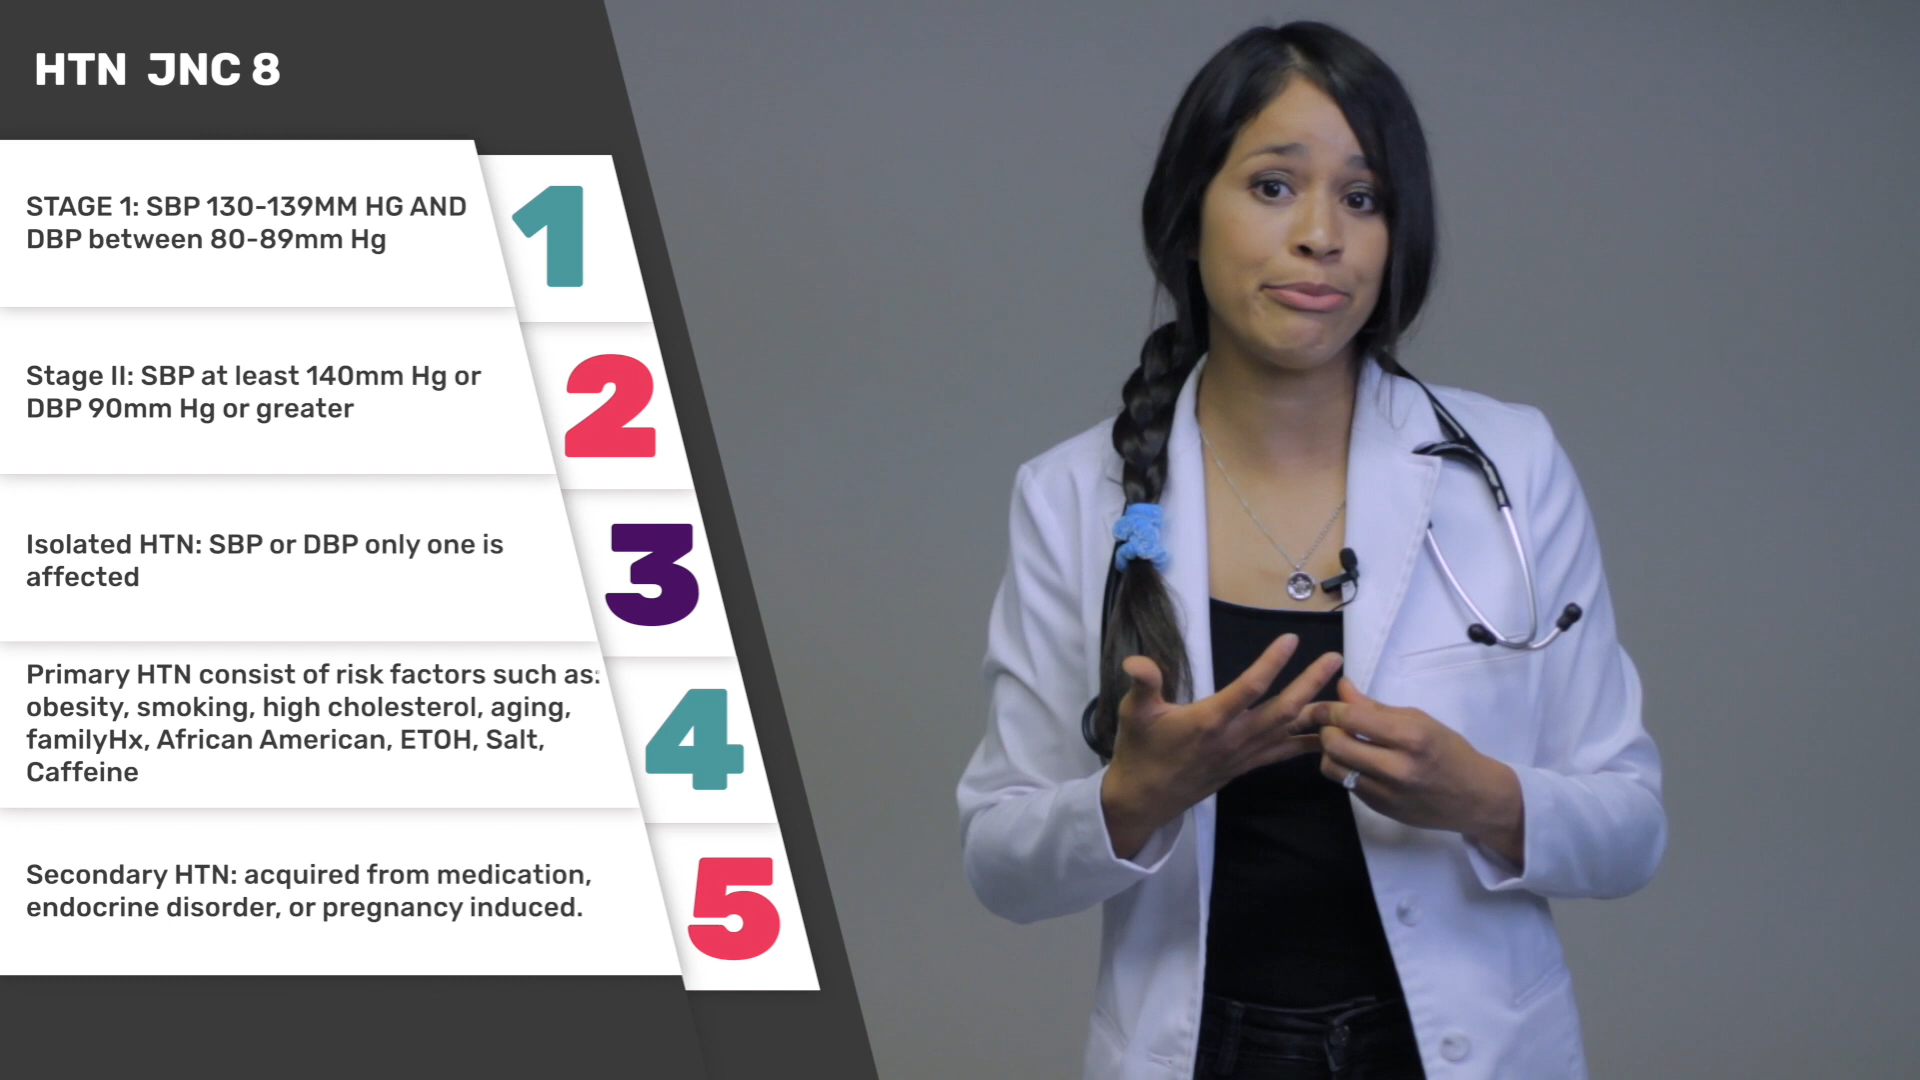 HTN JNC 8
STAGE 1: SBP 130-139MM HG AND
DBP between 80-89mm Hg
1
Stage II: SBP at least 140mm Hg or
DBP 90mm Hg or greater
2
Isolated HTN: SBP or DBP only one is
affected
3
Primary HTN consist of risk factors such as:
obesity, smoking, high cholesterol, aging,
familyHx, African American, ETOH, Salt,
Caffeine
4
Secondary HTN: acquired from medication,
endocrine disorder, or pregnancy induced.
5